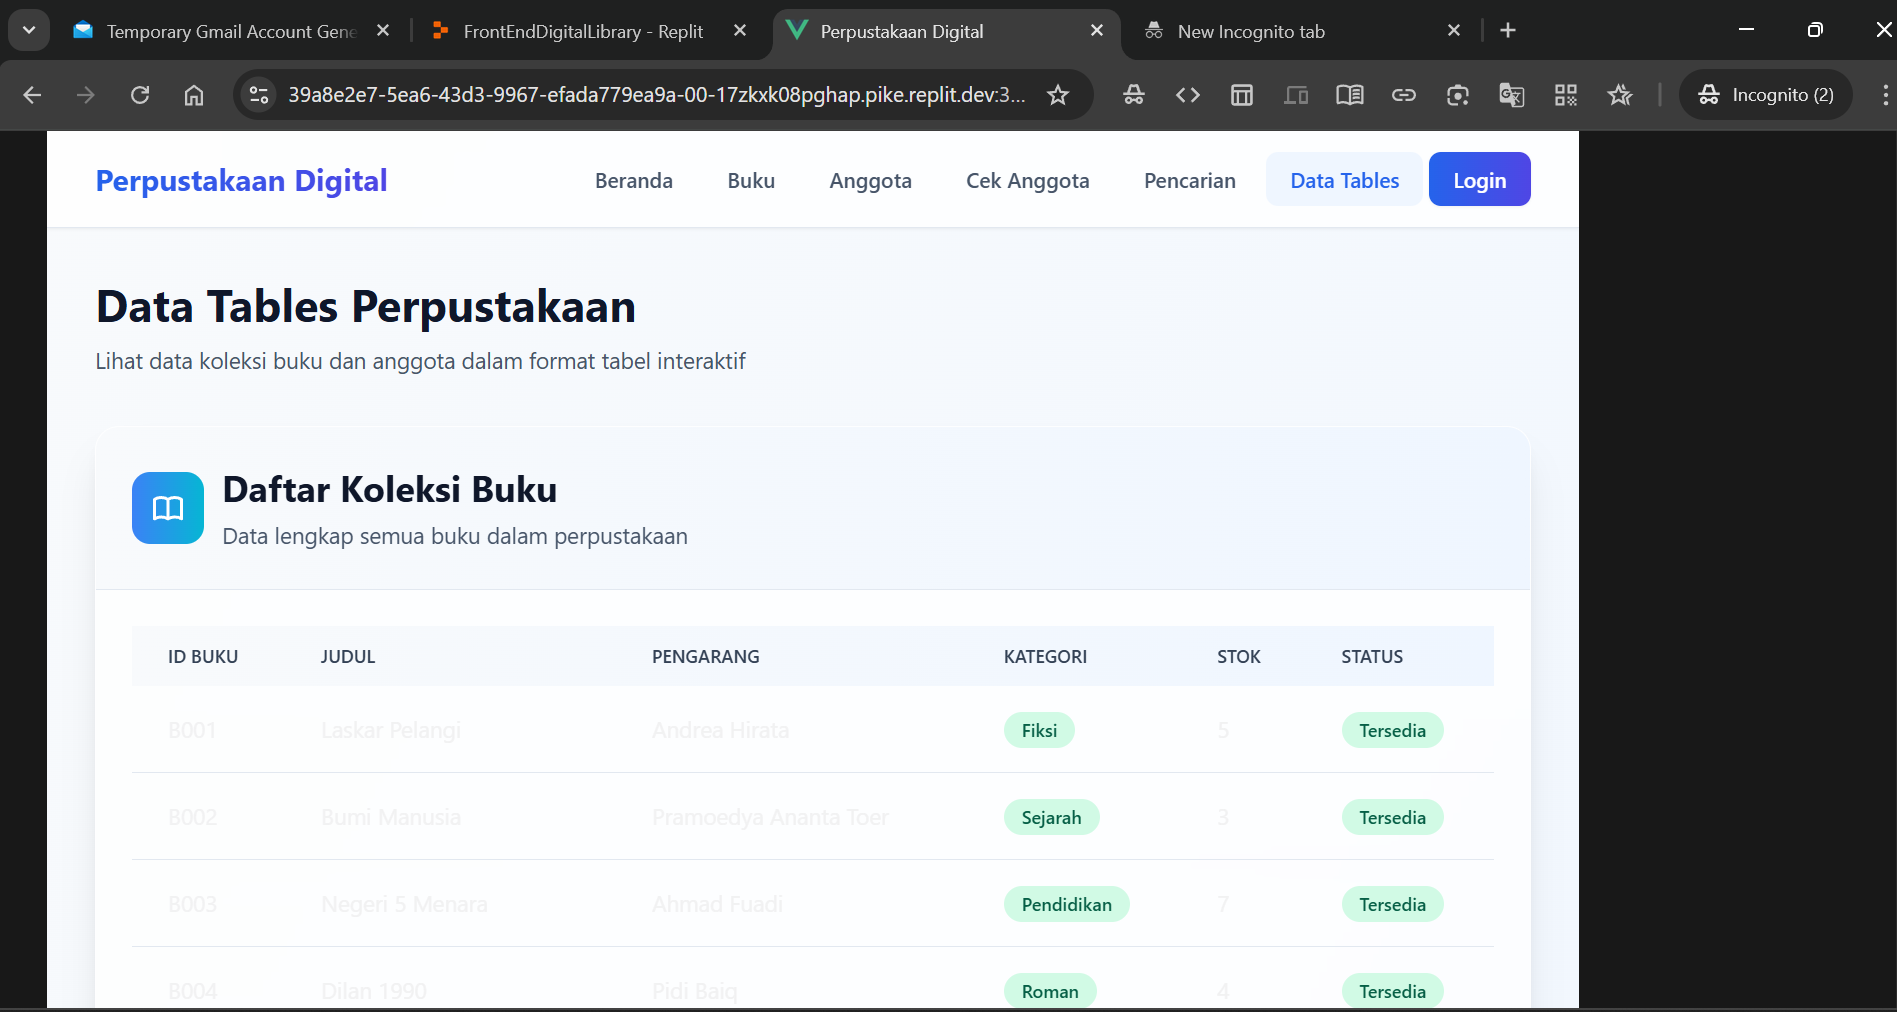 Temporary Gmail Account Gene
FrontEndDigitalLibrary - Replit
Perpustakaan Digital
New Incognito tab
39a8e2e7-5ea6-43d3-9967-efada779ea9a-00-17zkxk08pghap.pike.replit.dev:3...
Incognito (2)
Perpustakaan Digital
Beranda
Buku
Anggota
Cek Anggota
Pencarian
Data Tables
Login
Data Tables Perpustakaan
Lihat data koleksi buku dan anggota dalam format tabel interaktif
Daftar Koleksi Buku
Data lengkap semua buku dalam perpustakaan
ID BUKU JUDUL PENGARANG KATEGORI STOK STATUS
B001 Laskar Pelangi Andrea Hirata Fiksi 5 Tersedia
B002 Bumi Manusia Pramoedya Ananta Toer Sejarah 3 Tersedia
B003 Negeri 5 Menara Ahmad Fuadi Pendidikan 7 Tersedia
B004 Dilan 1990 Pidi Baiq Roman 4 Tersedia